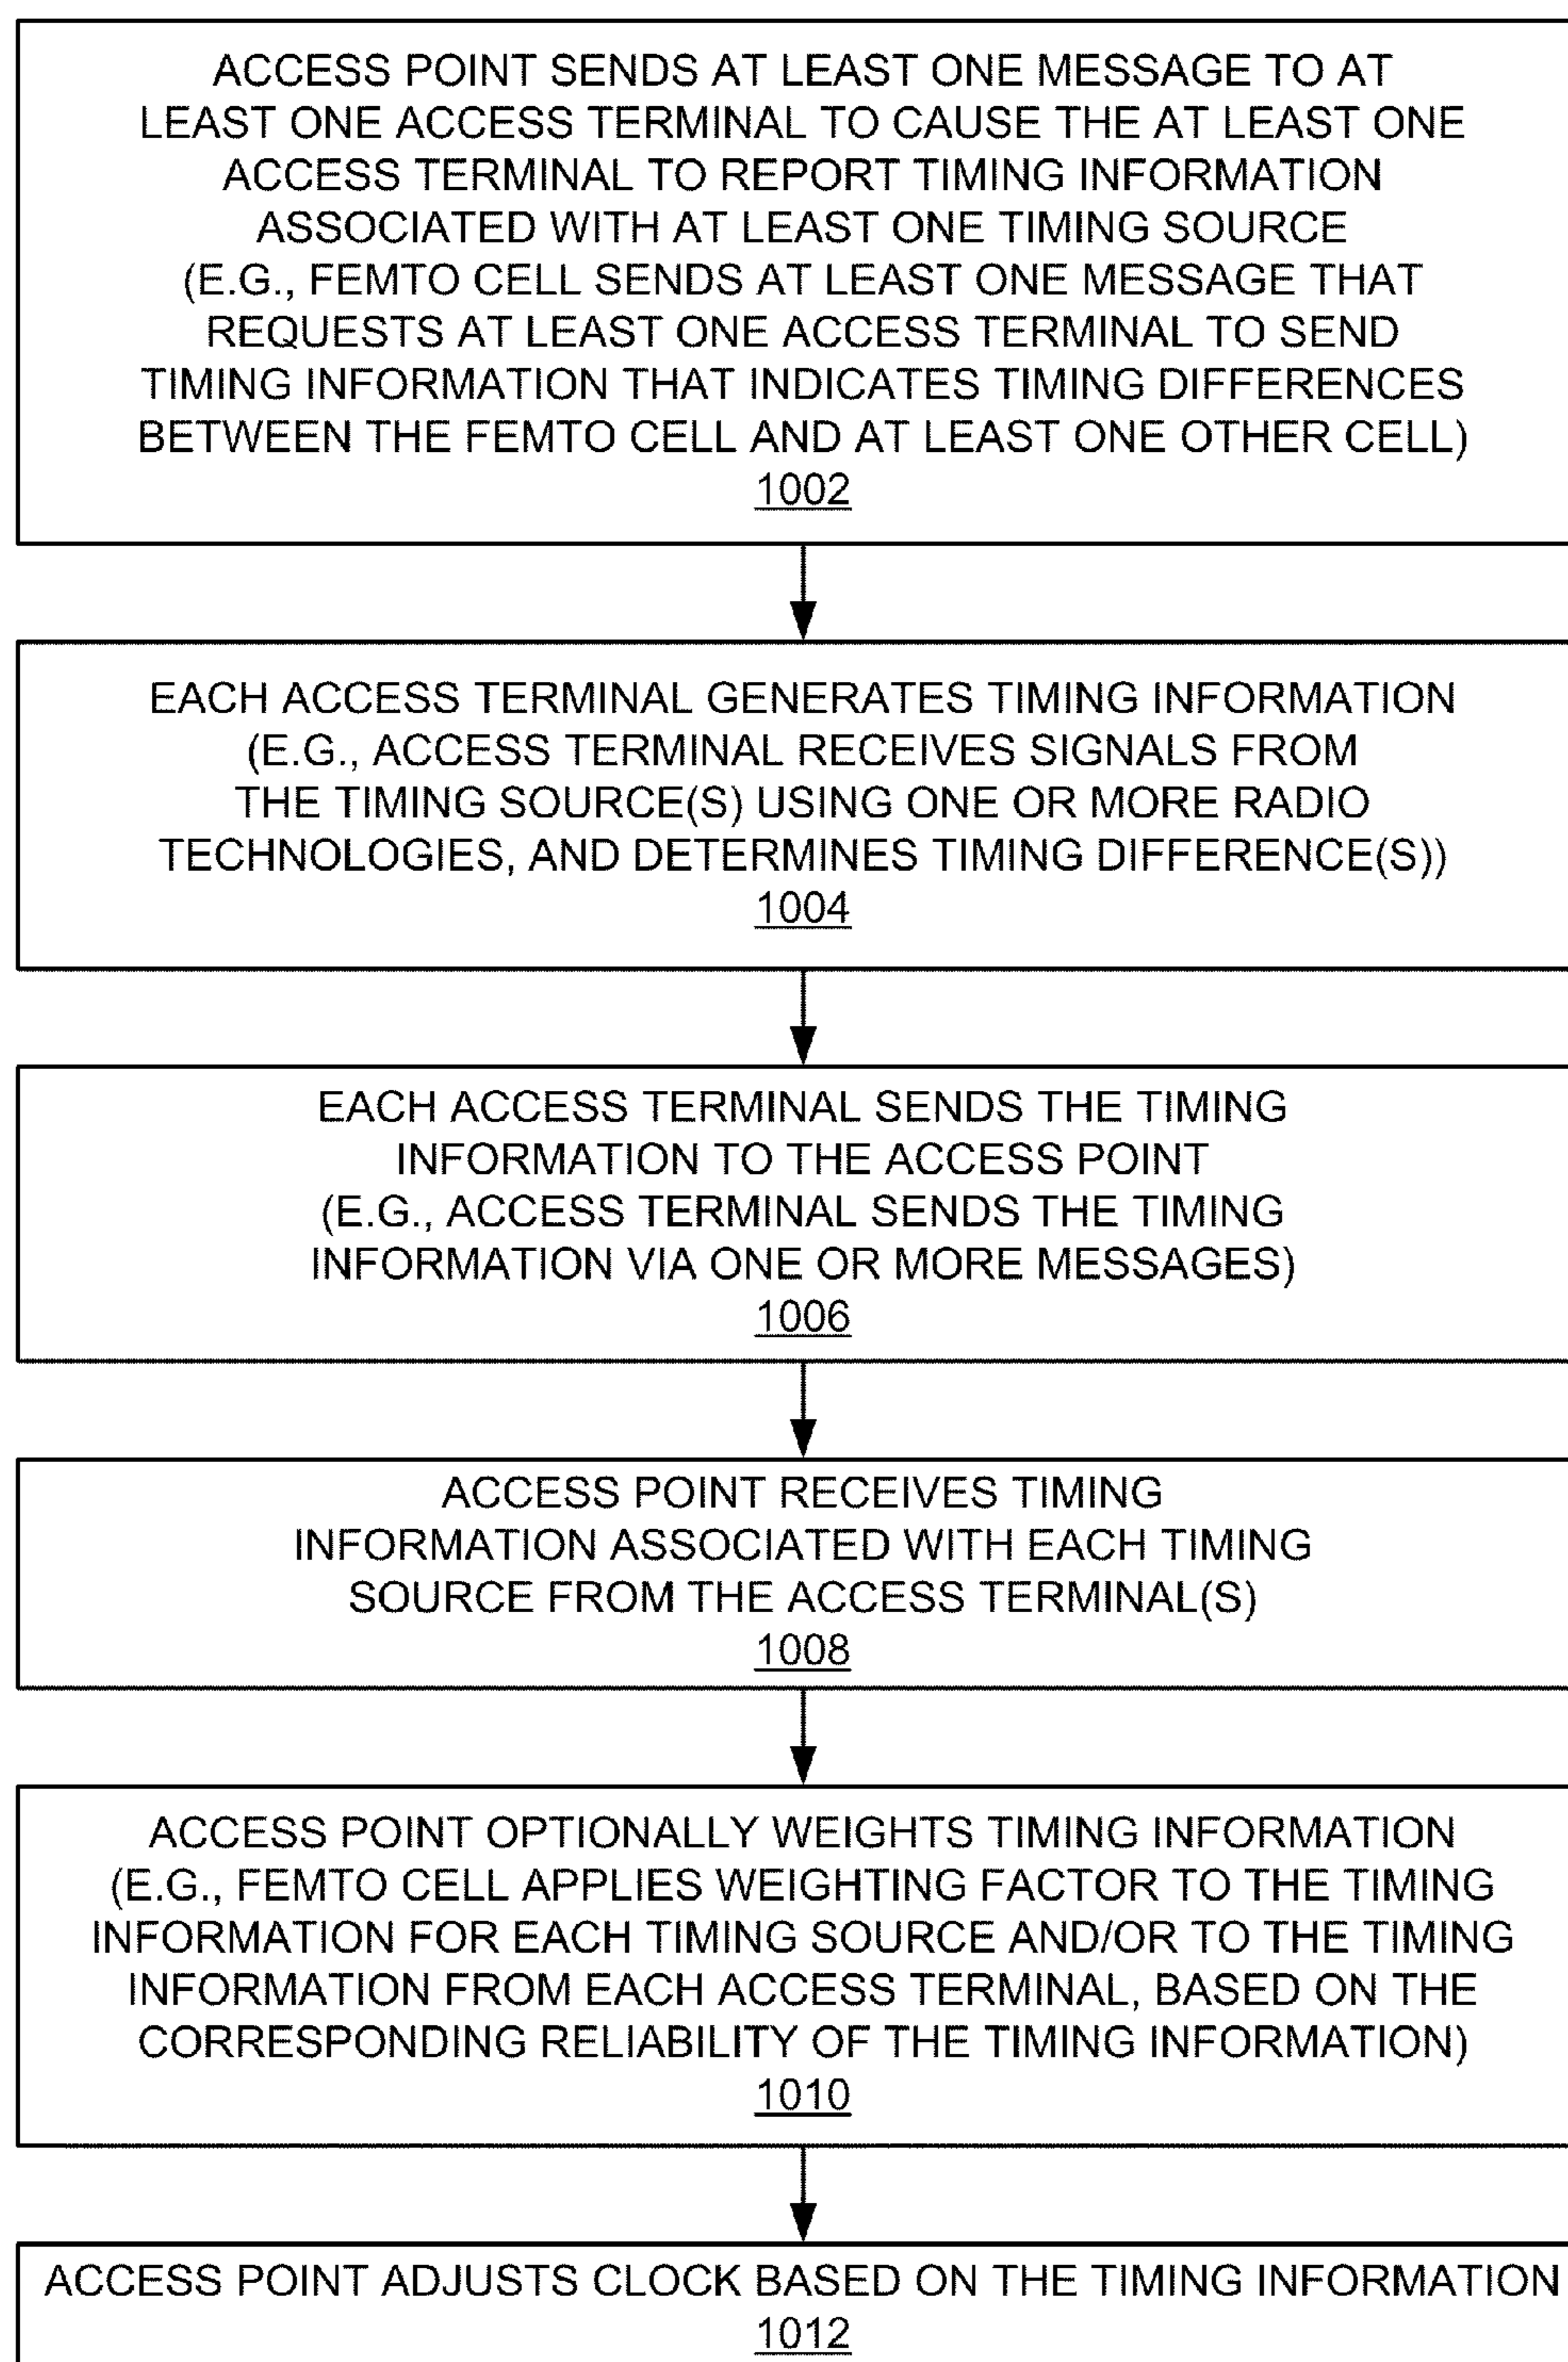 ACCESS POINT SENDS AT LEAST ONE MESSAGE TO AT
LEAST ONE ACCESS TERMINAL TO CAUSE THE AT LEAST ONE
ACCESS TERMINAL TO REPORT TIMING INFORMATION
ASSOCIATED WITH AT LEAST ONE TIMING SOURCE
(E.G., FEMTO CELL SENDS AT LEAST ONE MESSAGE THAT
REQUESTS AT LEAST ONE ACCESS TERMINAL TO SEND
TIMING INFORMATION THAT INDICATES TIMING DIFFERENCES
BETWEEN THE FEMTO CELL AND AT LEAST ONE OTHER CELL)
1002
EACH ACCESS TERMINAL GENERATES TIMING INFORMATION
(E.G., ACCESS TERMINAL RECEIVES SIGNALS FROM
THE TIMING SOURCE(S) USING ONE OR MORE RADIO
TECHNOLOGIES, AND DETERMINES TIMING DIFFERENCE(S))
1004
EACH ACCESS TERMINAL SENDS THE TIMING
INFORMATION TO THE ACCESS POINT
(E.G., ACCESS TERMINAL SENDS THE TIMING
INFORMATION VIA ONE OR MORE MESSAGES)
1006
ACCESS POINT RECEIVES TIMING
INFORMATION ASSOCIATED WITH EACH TIMING
SOURCE FROM THE ACCESS TERMINAL(S)
1008
ACCESS POINT OPTIONALLY WEIGHTS TIMING INFORMATION
(E.G., FEMTO CELL APPLIES WEIGHTING FACTOR TO THE TIMING
INFORMATION FOR EACH TIMING SOURCE AND/OR TO THE TIMING
INFORMATION FROM EACH ACCESS TERMINAL, BASED ON THE
CORRESPONDING RELIABILITY OF THE TIMING INFORMATION)
1010
ACCESS POINT ADJUSTS CLOCK BASED ON THE TIMING INFORMATION
1012